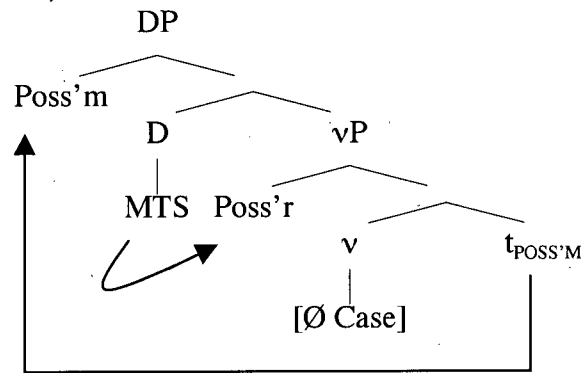 DP
Poss'm
D νP
MTS Poss'r
ν t_POSS'M
[Ø Case]